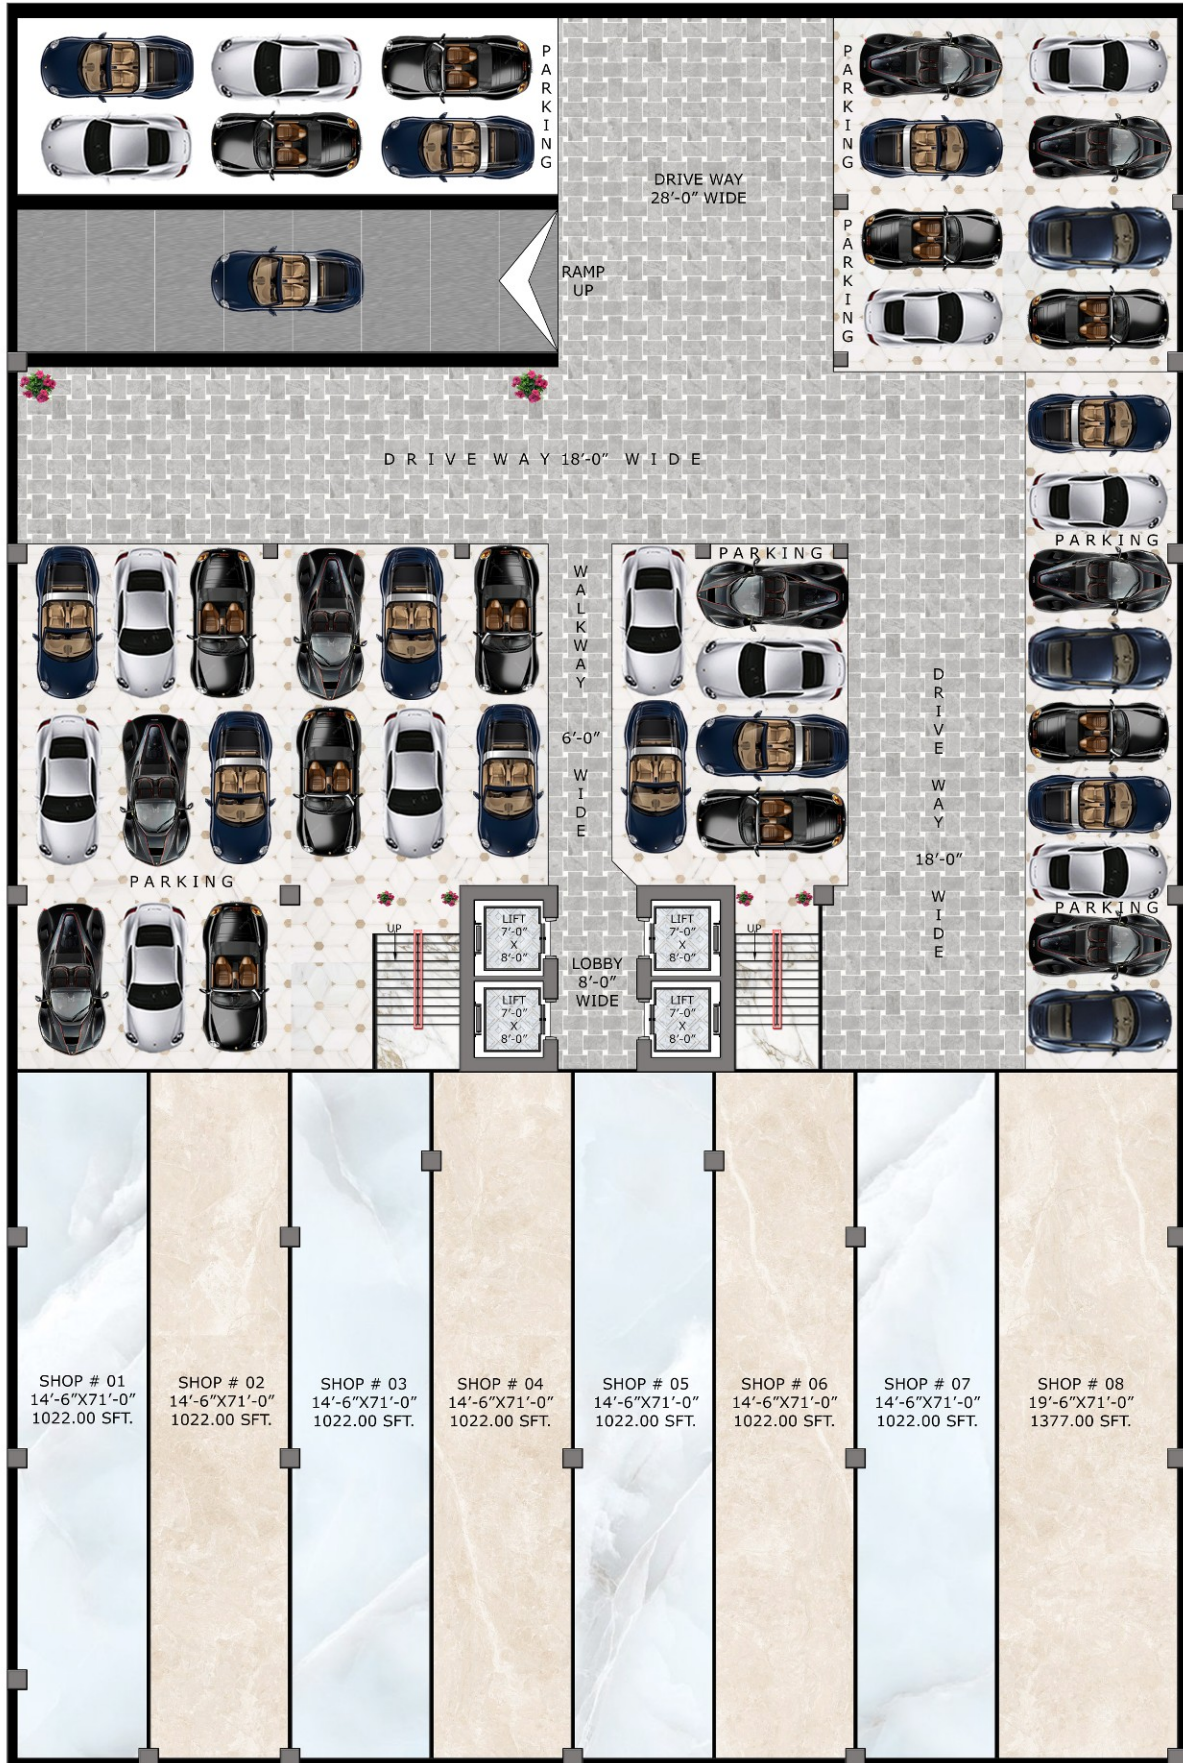 PARKING
PARKING
DRIVE WAY
28'-0" WIDE
PARKING
RAMP
UP
DRIVE WAY 18'-0" WIDE
PARKING
PARKING
WALKWAY
6'-0"
WIDE
DRIVE
WAY
18'-0"
WIDE
PARKING
PARKING
UP
LIFT
7'-0"
X
8'-0"
LIFT
7'-0"
X
8'-0"
LOBBY
8'-0"
WIDE
LIFT
7'-0"
X
8'-0"
LIFT
7'-0"
X
8'-0"
UP
SHOP # 01
14'-6"X71'-0"
1022.00 SFT.
SHOP # 02
14'-6"X71'-0"
1022.00 SFT.
SHOP # 03
14'-6"X71'-0"
1022.00 SFT.
SHOP # 04
14'-6"X71'-0"
1022.00 SFT.
SHOP # 05
14'-6"X71'-0"
1022.00 SFT.
SHOP # 06
14'-6"X71'-0"
1022.00 SFT.
SHOP # 07
14'-6"X71'-0"
1022.00 SFT.
SHOP # 08
19'-6"X71'-0"
1377.00 SFT.